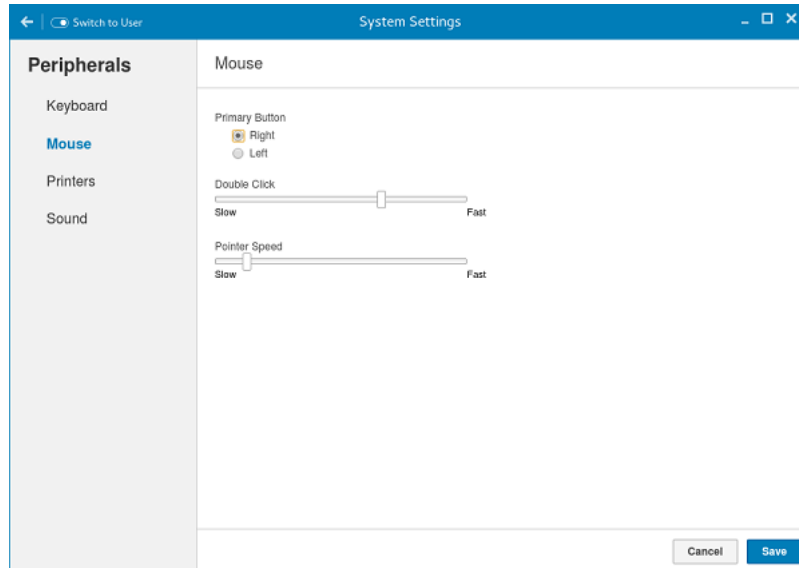 Switch to User
System Settings
Peripherals
Keyboard
Mouse
Printers
Sound
Mouse
Primary Button
Right
Left
Double Click
Slow Fast
Pointer Speed
Slow Fast
Cancel Save